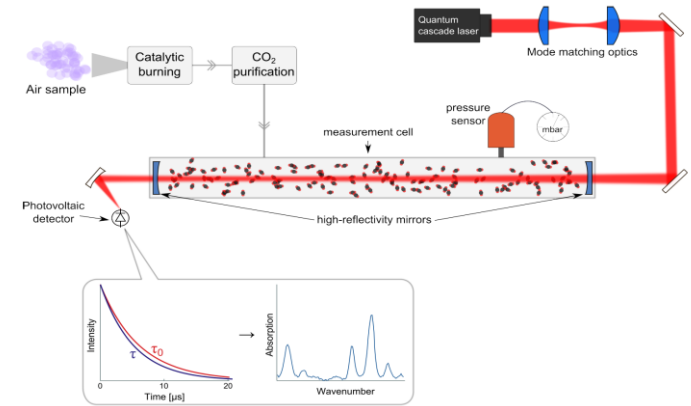 Quantum
cascade laser
Mode matching optics
Air sample
Catalytic
burning
CO₂
purification
pressure
sensor
mbar
measurement cell
Photovoltaic
detector
high-reflectivity mirrors
Intensity
τ
τ₀
0
10
20
Time [µs]
Absorption
Wavenumber